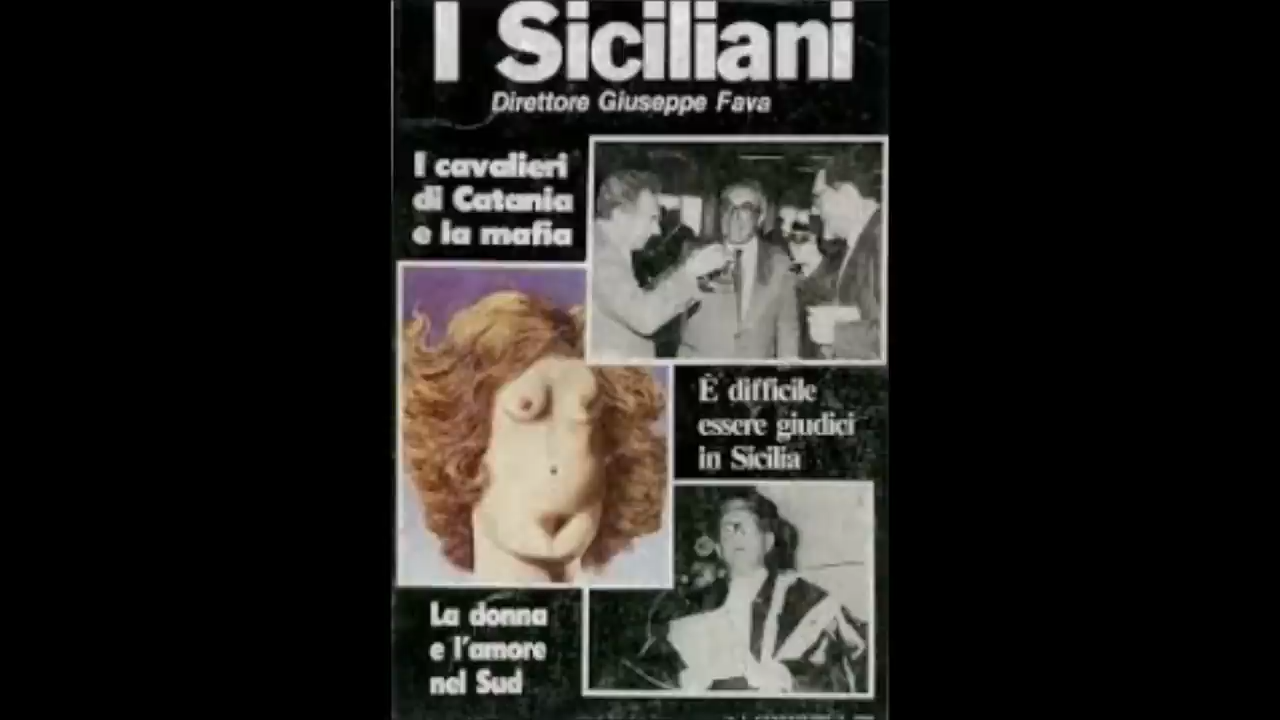 I Siciliani
Direttore Giuseppe Fava
I cavalieri
di Catania
e la mafia
È difficile
essere giudici
in Sicilia
La donna
e l'amore
nel Sud